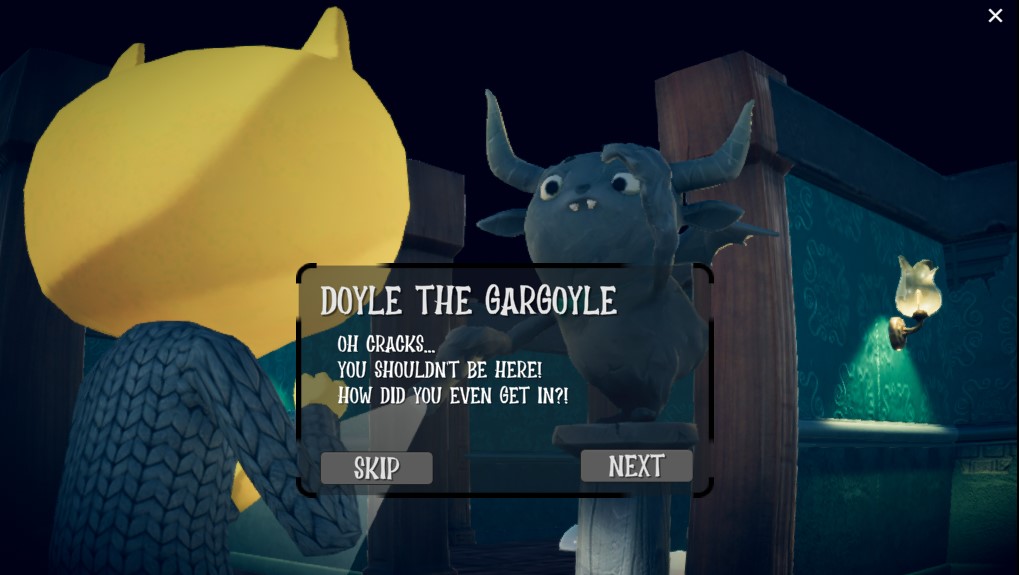 DOYLE THE GARGOYLE
OH CRACKS...
YOU SHOULDN'T BE HERE!
HOW DID YOU EVEN GET IN?!
SKIP
NEXT